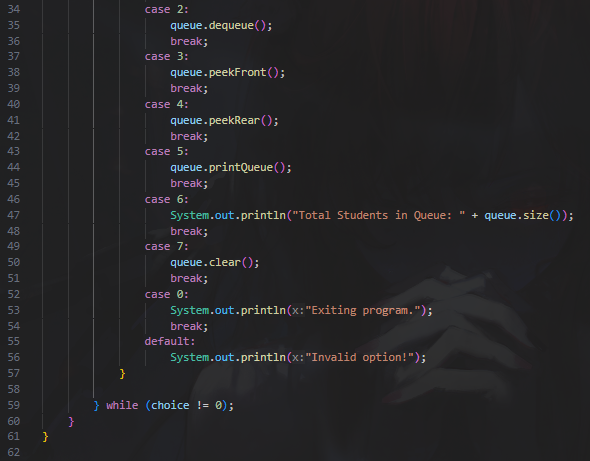 34 case 2:
35 queue.dequeue();
36 break;
37 case 3:
38 queue.peekFront();
39 break;
40 case 4:
41 queue.peekRear();
42 break;
43 case 5:
44 queue.printQueue();
45 break;
46 case 6:
47 System.out.println("Total Students in Queue: " + queue.size());
48 break;
49 case 7:
50 queue.clear();
51 break;
52 case 0:
53 System.out.println(x:"Exiting program.");
54 break;
55 default:
56 System.out.println(x:"Invalid option!");
57 }
58
59 } while (choice != 0);
60 }
61 }
62